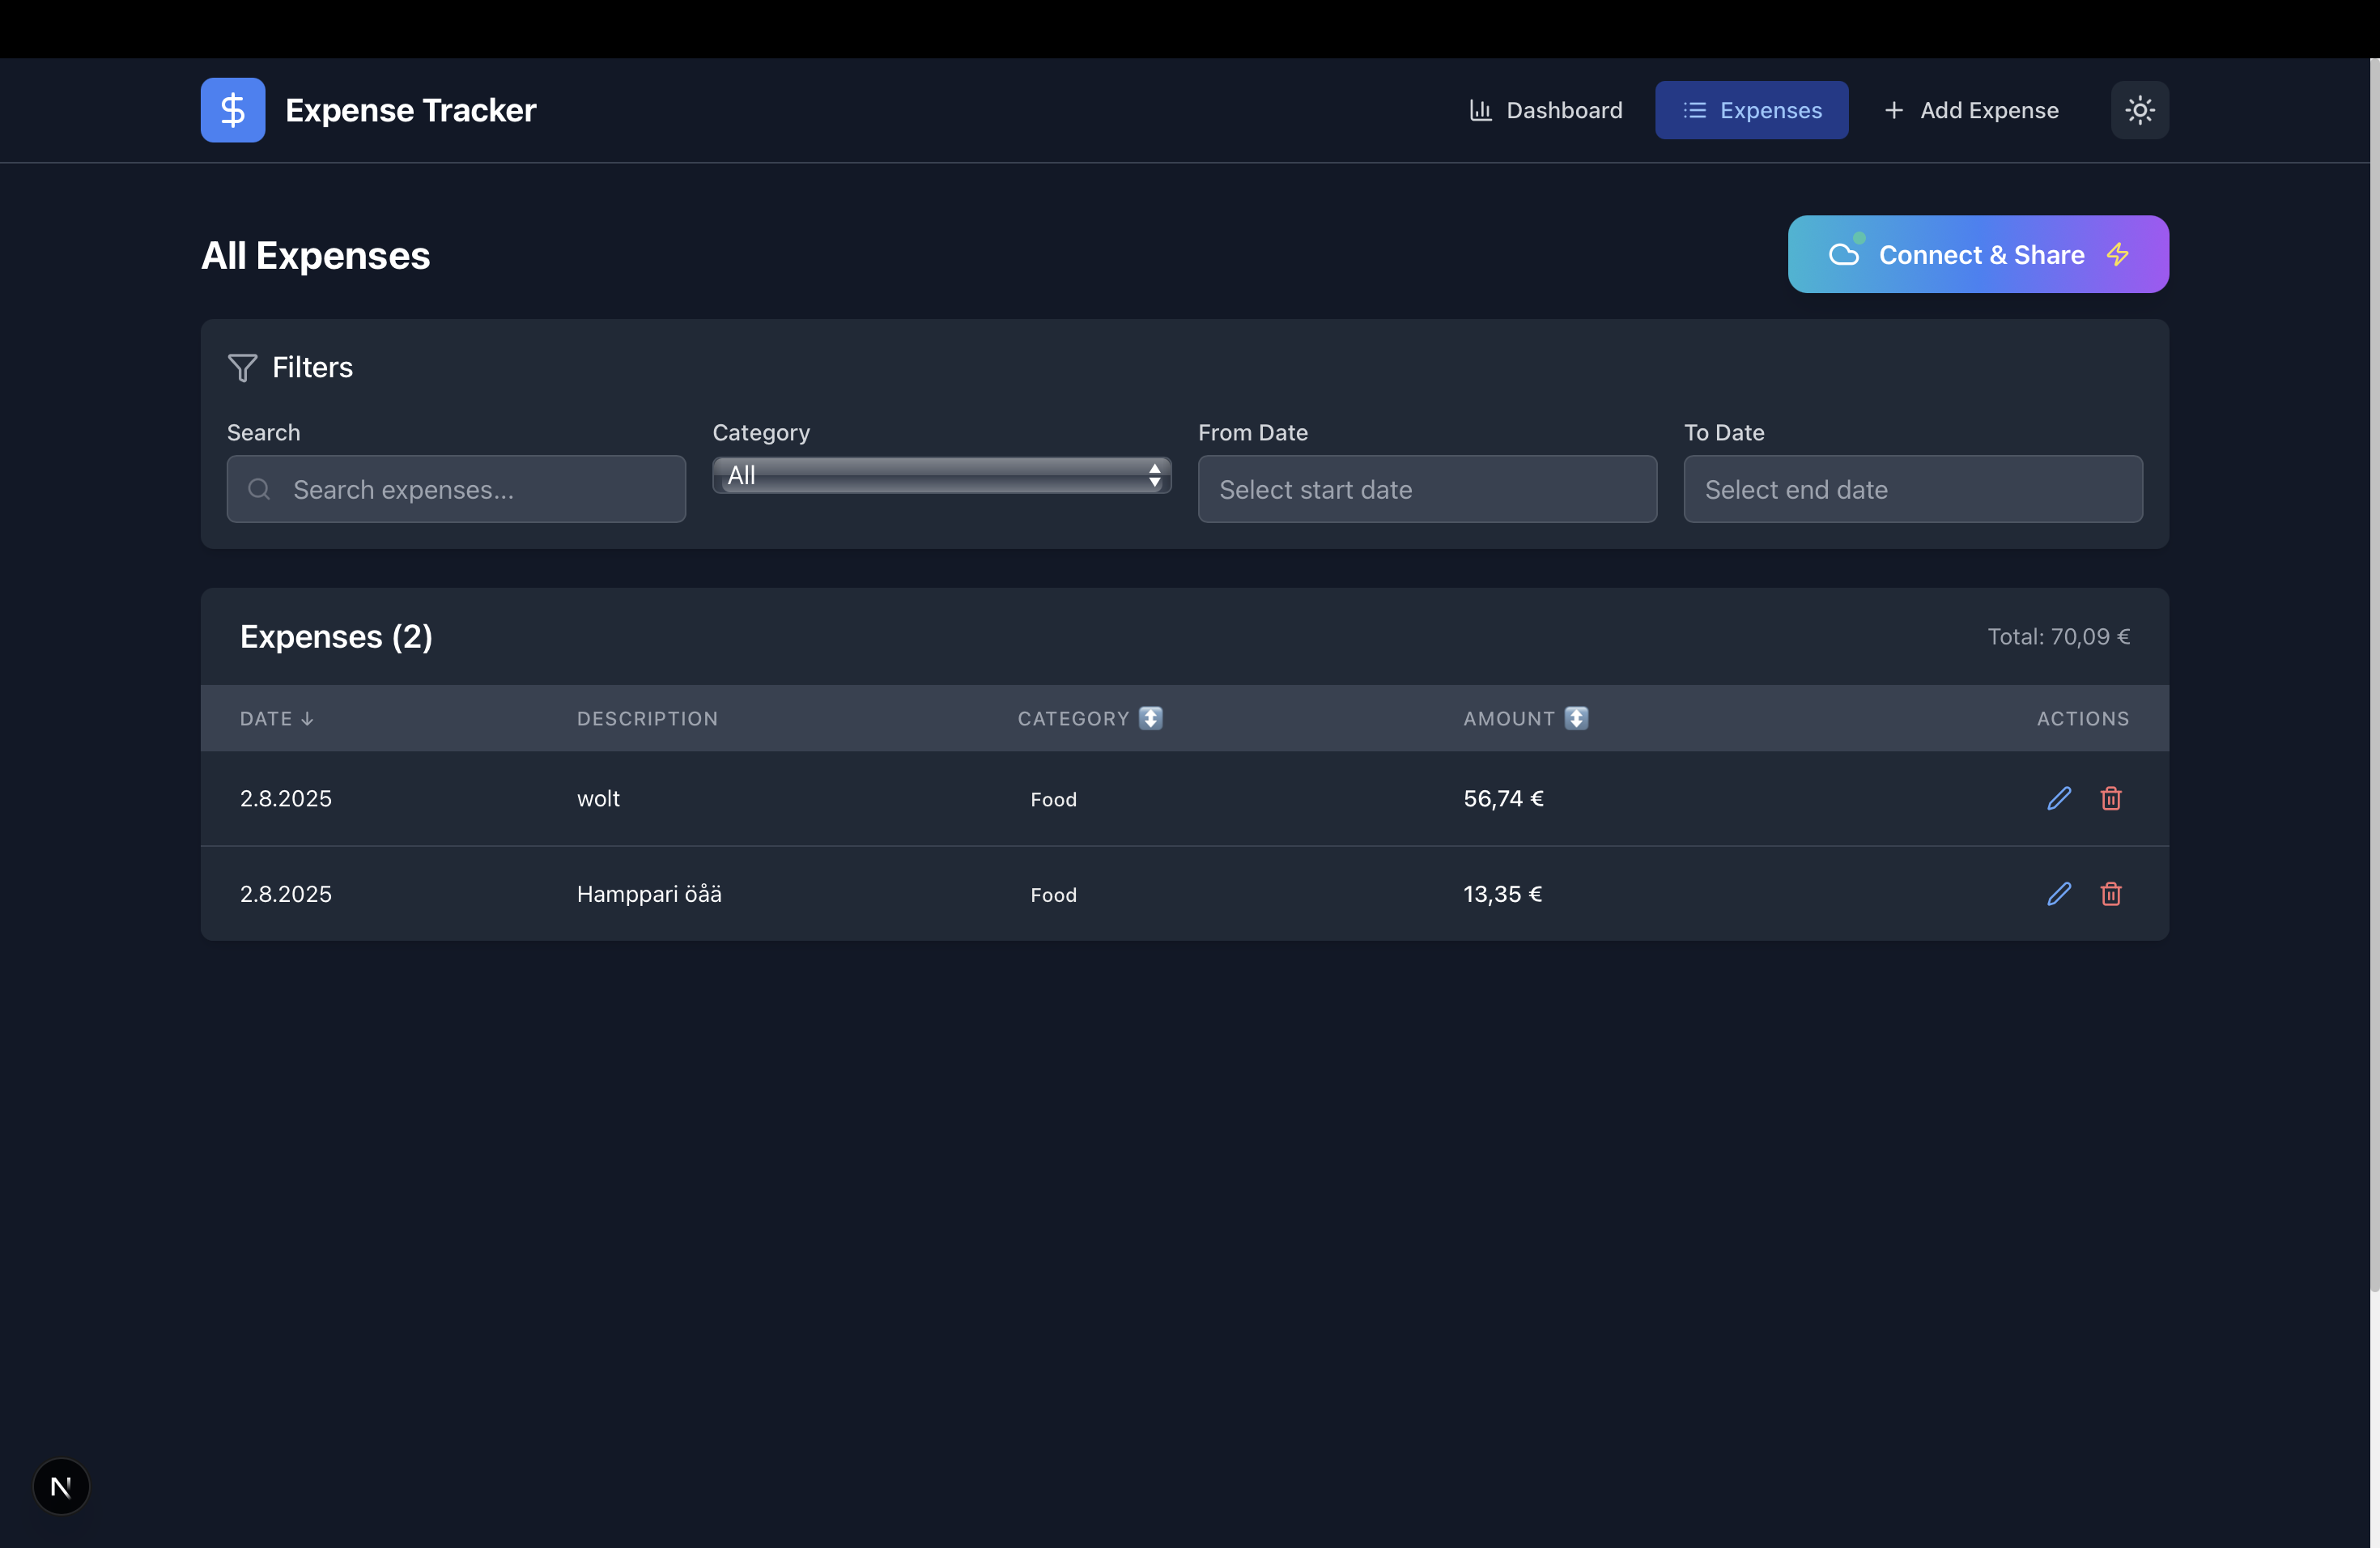 Expense Tracker
Dashboard
Expenses
Add Expense
All Expenses
Connect & Share
Filters
Search
Category
From Date
To Date
Search expenses...
All
Select start date
Select end date
Expenses (2)
Total: 70,09 €
DATE ↓ DESCRIPTION CATEGORY ↕️ AMOUNT ↕️ ACTIONS
2.8.2025 wolt Food 56,74 €
2.8.2025 Hamppari öåä Food 13,35 €
N